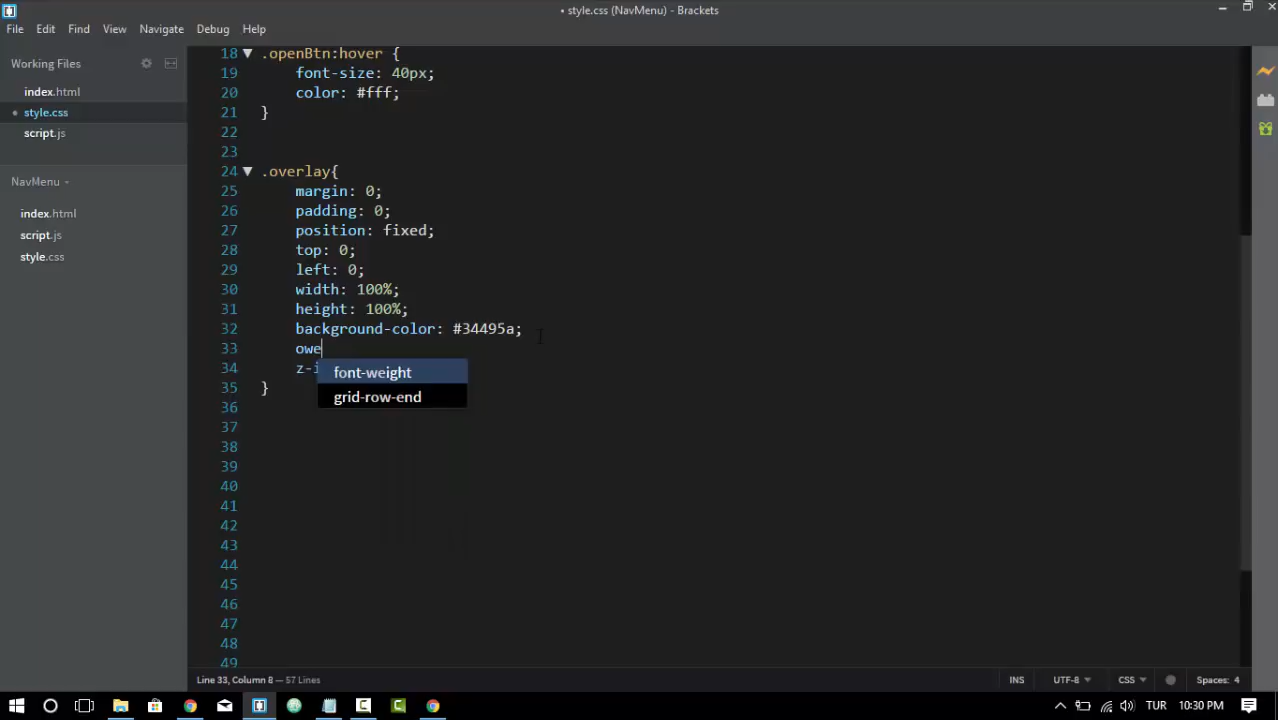 • style.css (NavMenu) - Brackets
File Edit Find View Navigate Debug Help
Working Files
index.html
• style.css
script.js
NavMenu
index.html
script.js
style.css
18 .openBtn:hover {
19 font-size: 40px;
20 color: #fff;
21 }
22
23
24 .overlay{
25 margin: 0;
26 padding: 0;
27 position: fixed;
28 top: 0;
29 left: 0;
30 width: 100%;
31 height: 100%;
32 background-color: #34495a;
33 owe
34 z-i
font-weight
grid-row-end
35 }
36
37
38
39
40
41
42
43
44
45
46
47
48
49
Line 33, Column 8 — 57 Lines
INS UTF-8 CSS Spaces: 4
TUR 10:30 PM